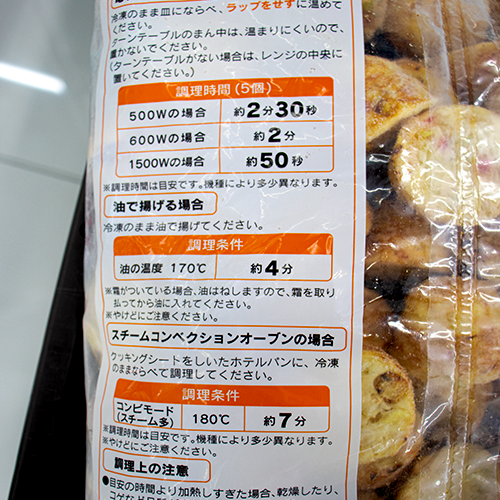 冷凍のまま皿にならべ、ラップをせずに温めて
ください。
ターンテーブルのまん中は、温まりにくいので、
置かないでください。
(ターンテーブルがない場合は、レンジの中央に
置いてください。)
調理時間(5個)
500Wの場合 約2分30秒
600Wの場合 約2分
1500Wの場合 約50秒
※調理時間は目安です。機種により多少異なります。
油で揚げる場合
冷凍のまま油で揚げてください。
調理条件
油の温度 170℃ 約4分
※霜がついている場合、油はねしますので、霜を取り
払ってから油に入れてください。
※やけどにご注意ください。
スチームコンベクションオーブンの場合
クッキングシートをしいたホテルパンに、冷凍
のままならべて調理してください。
調理条件
コンビモード
(スチーム多) 180℃ 約7分
※調理時間は目安です。機種により多少異なります。
※やけどにご注意ください。
調理上の注意
●目安の時間より加熱しすぎた場合、乾燥したり、